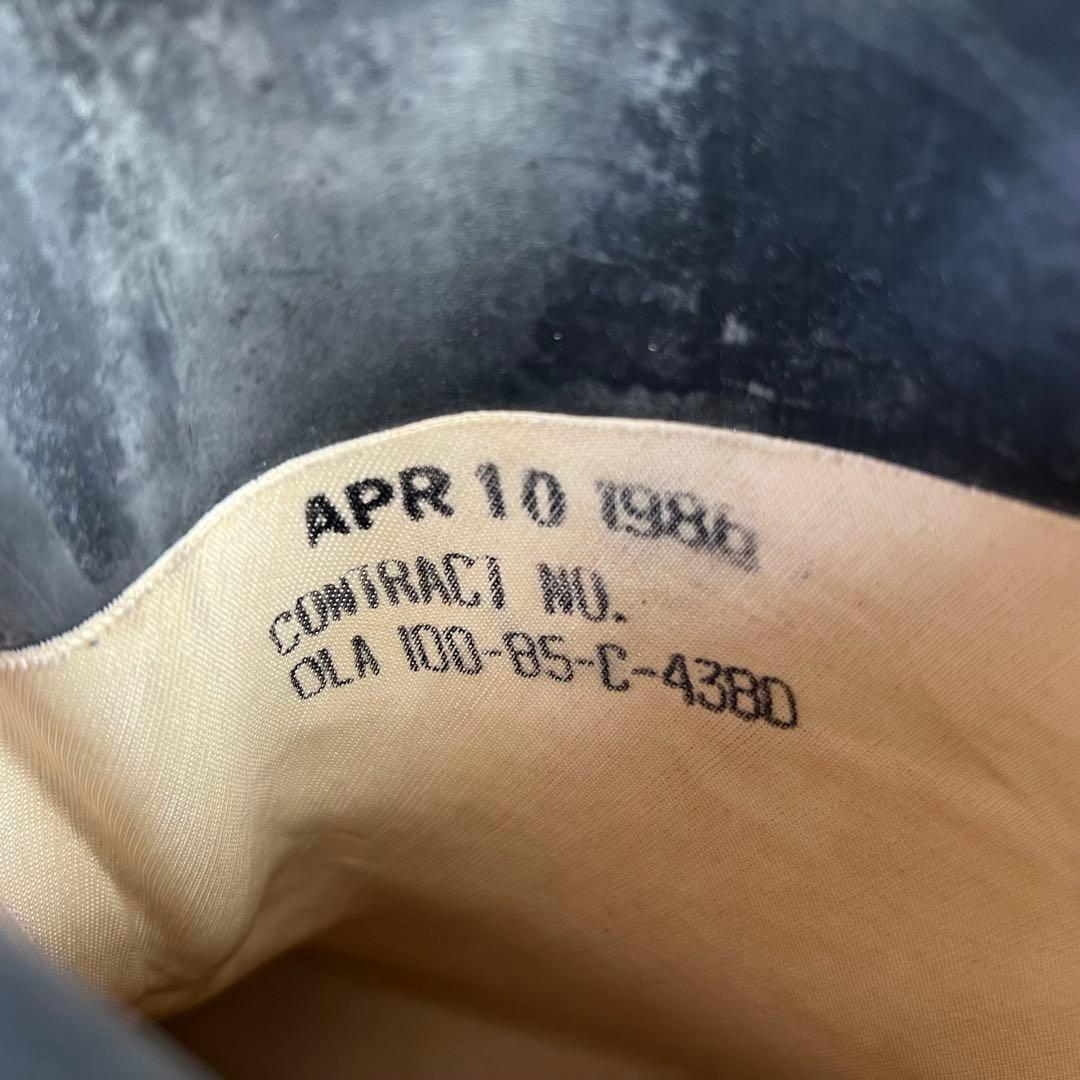 APR 10 1986
CONTRACT NO.
DLA 100-85-C-4380